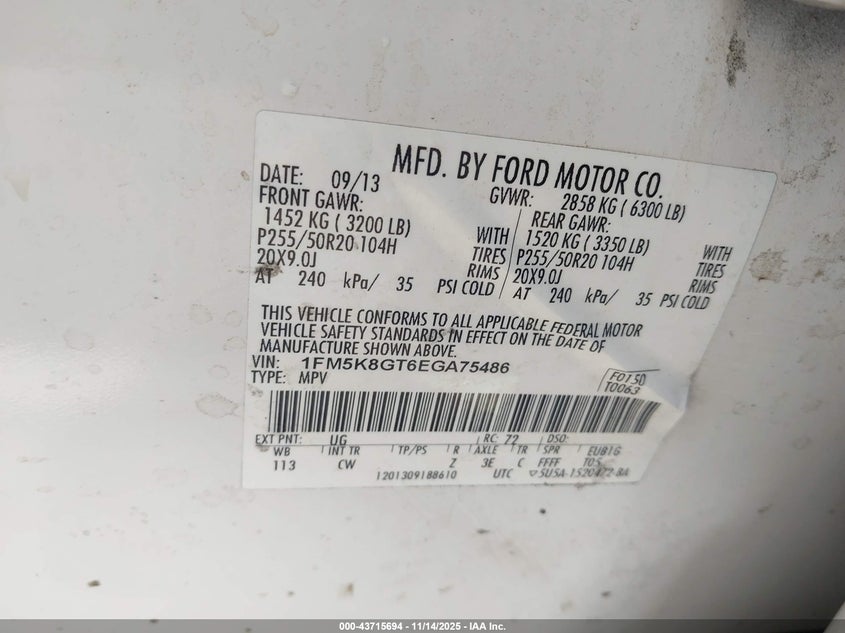 MFD. BY FORD MOTOR CO.
DATE: 09/13
GVWR: 2858 KG ( 6300 LB)
FRONT GAWR:
1452 KG ( 3200 LB) WITH
P255/50R20 104H TIRES
20X9.0J RIMS
AT 240 kPa/ 35 PSI COLD
REAR GAWR:
1520 KG ( 3350 LB) WITH
P255/50R20 104H TIRES
20X9.0J RIMS
AT 240 kPa/ 35 PSI COLD
THIS VEHICLE CONFORMS TO ALL APPLICABLE FEDERAL MOTOR
VEHICLE SAFETY STANDARDS IN EFFECT ON THE DATE OF
MANUFACTURE SHOWN ABOVE.
VIN: 1FM5K8GT6EGA75486
TYPE: MPV
F0150
T0063
EXT PNT: UG RC: 72 DSO:
WB INT TR TP/PS R AXLE TR SPR EU81G
113 CW Z 3E C FFFF T05
1201309188610 UTC 5U5A-1520472-BA
000-43715694 | 11/14/2025 - IAA Inc.